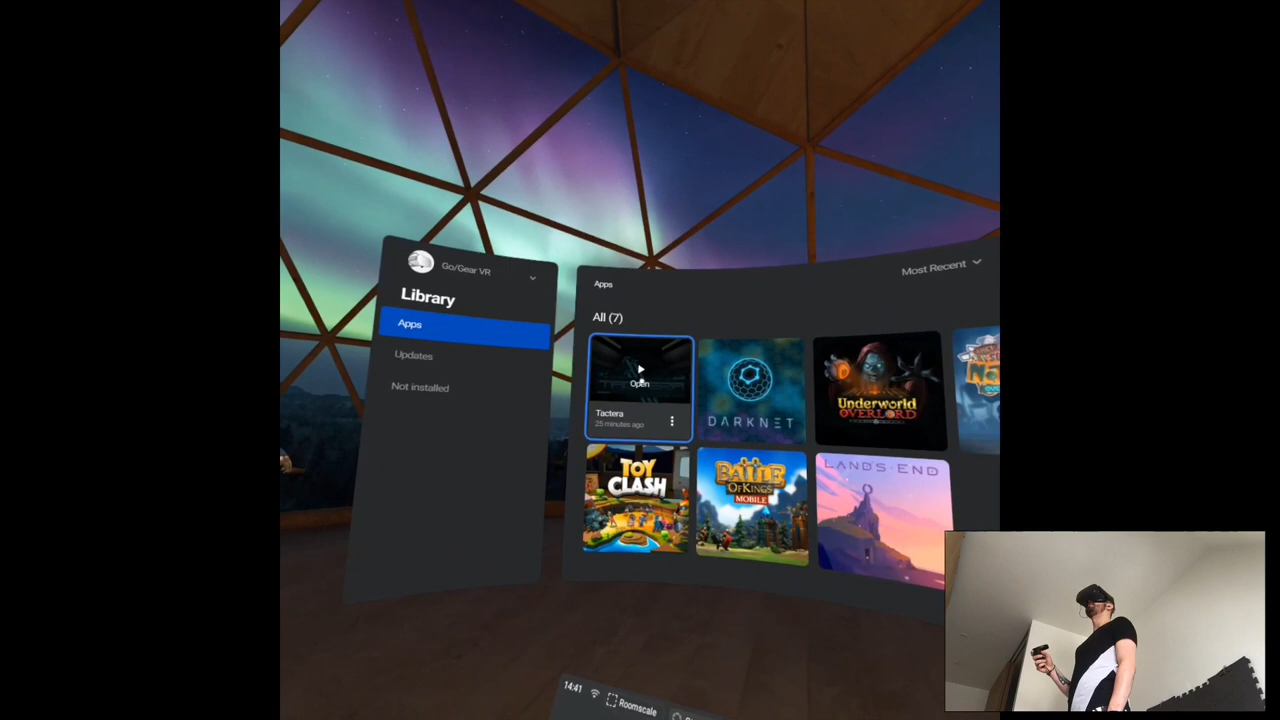 Go/Gear VR
Library
Apps
Updates
Not installed
Apps
Most Recent
All (7)
Open
Tactera
25 minutes ago
DARKNET
Underworld
OVERLORD
TOY
CLASH
BATTLE
OF KINGS
MOBILE
LAND'S END
14:41
Roomscale